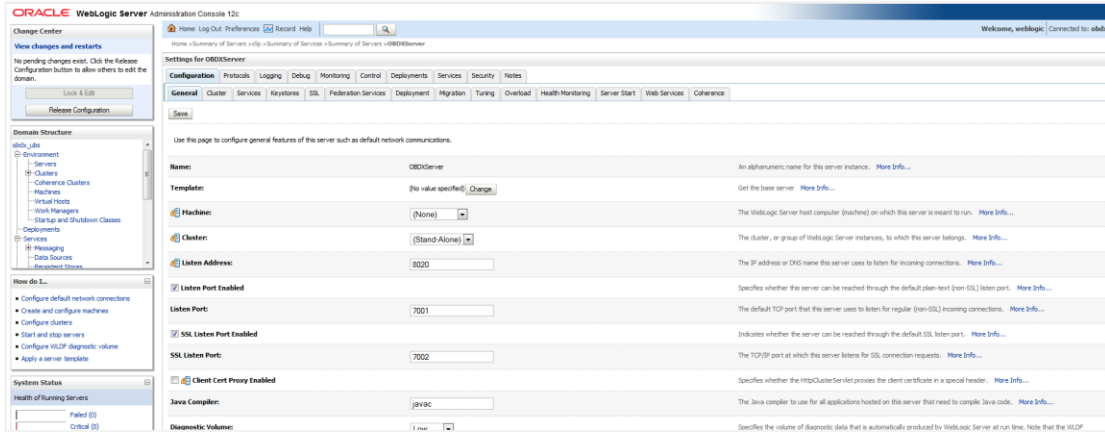 ORACLE WebLogic Server Administration Console 12c
Change Center
View changes and restarts
No pending changes exist. Click the Release
Configuration button to allow others to edit the
domain.
Lock & Edit
Release Configuration
Domain Structure
obdx_ubs
Environment
Servers
Clusters
Coherence Clusters
Machines
Virtual Hosts
Work Managers
Startup and Shutdown Classes
Deployments
Services
Messaging
Data Sources
Persistent Stores
How do I...
Configure default network connections
Create and configure machines
Configure clusters
Start and stop servers
Configure WLDF diagnostic volume
Apply a server template
System Status
Health of Running Servers
Failed (0)
Critical (0)
Home Log Out Preferences Record Help
Welcome, weblogic Connected to: obdx
Home >Summary of Servers >clip >Summary of Services >Summary of Servers >OBDXServer
Settings for OBDXServer
Configuration Protocols Logging Debug Monitoring Control Deployments Services Security Notes
General Cluster Services Keystores SSL Federation Services Deployment Migration Tuning Overload Health Monitoring Server Start Web Services Coherence
Save
Use this page to configure general features of this server such as default network communications.
Name: OBDXServer An alphanumeric name for this server instance. More Info...
Template: (No value specified) Change Get the base server More Info...
Machine: (None) The WebLogic Server host computer (machine) on which this server is meant to run. More Info...
Cluster: (Stand-Alone) The cluster, or group of WebLogic Server instances, to which this server belongs. More Info...
Listen Address: 8020 The IP address or DNS name this server uses to listen for incoming connections. More Info...
Listen Port Enabled Specifies whether this server can be reached through the default plain-text (non-SSL) listen port. More Info...
Listen Port: 7001 The default TCP port that this server uses to listen for regular (non-SSL) incoming connections. More Info...
SSL Listen Port Enabled Indicates whether the server can be reached through the default SSL listen port. More Info...
SSL Listen Port: 7002 The TCP/IP port at which this server listens for SSL connection requests. More Info...
Client Cert Proxy Enabled Specifies whether the HttpClusterServlet proxies the client certificate in a special header. More Info...
Java Compiler: javac The Java compiler to use for all applications hosted on this server that need to compile Java code. More Info...
Diagnostic Volume: Low Specifies the volume of diagnostic data that is automatically produced by WebLogic Server at run time. Note that the WLDF